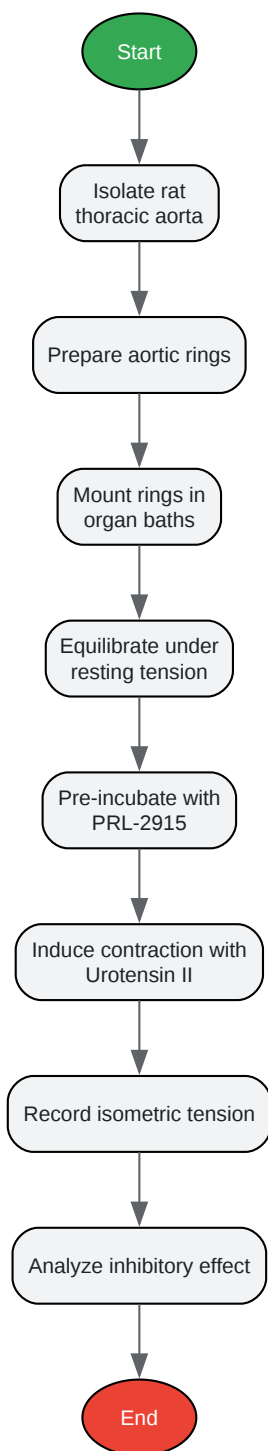 Start
Isolate rat
thoracic aorta
Prepare aortic rings
Mount rings in
organ baths
Equilibrate under
resting tension
Pre-incubate with
PRL-2915
Induce contraction with
Urotensin II
Record isometric tension
Analyze inhibitory effect
End